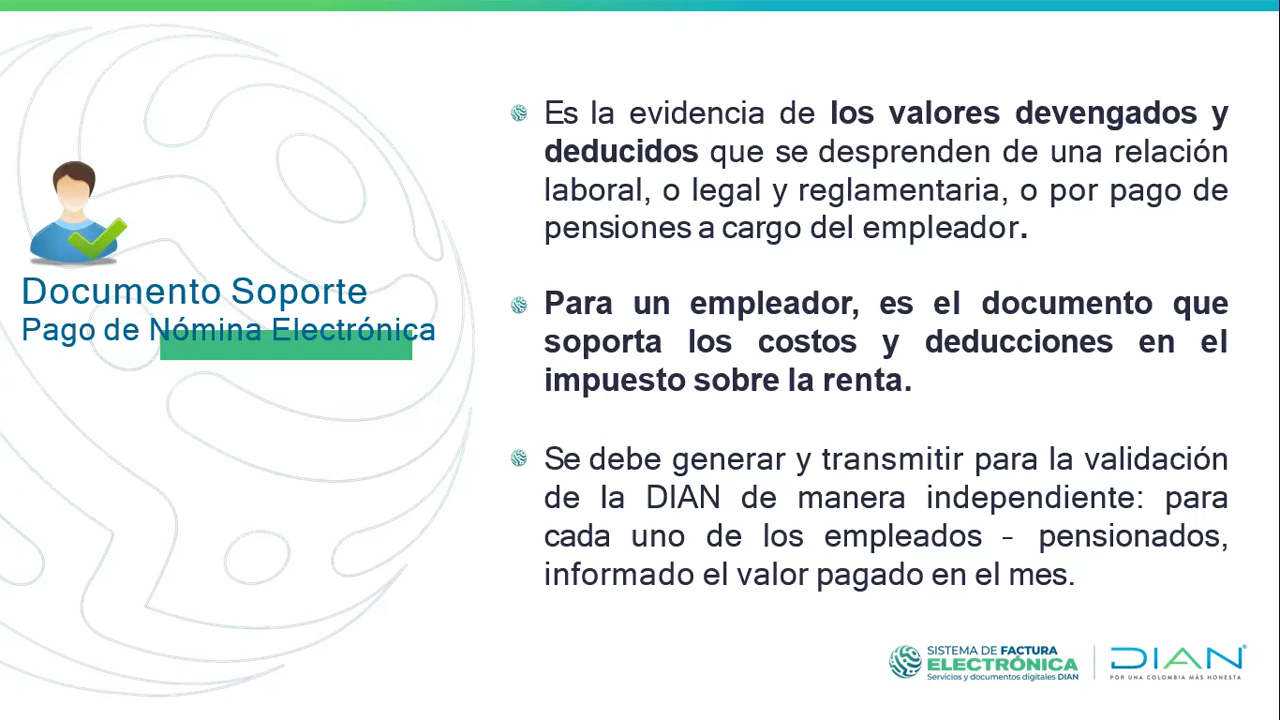 Documento Soporte
Pago de Nómina Electrónica
Es la evidencia de los valores devengados y
deducidos que se desprenden de una relación
laboral, o legal y reglamentaria, o por pago de
pensiones a cargo del empleador.
Para un empleador, es el documento que
soporta los costos y deducciones en el
impuesto sobre la renta.
Se debe generar y transmitir para la validación
de la DIAN de manera independiente: para
cada uno de los empleados - pensionados,
informado el valor pagado en el mes.
SISTEMA DE FACTURA
ELECTRÓNICA
Servicios y documentos digitales DIAN
DIAN®
POR UNA COLOMBIA MÁS HONESTA